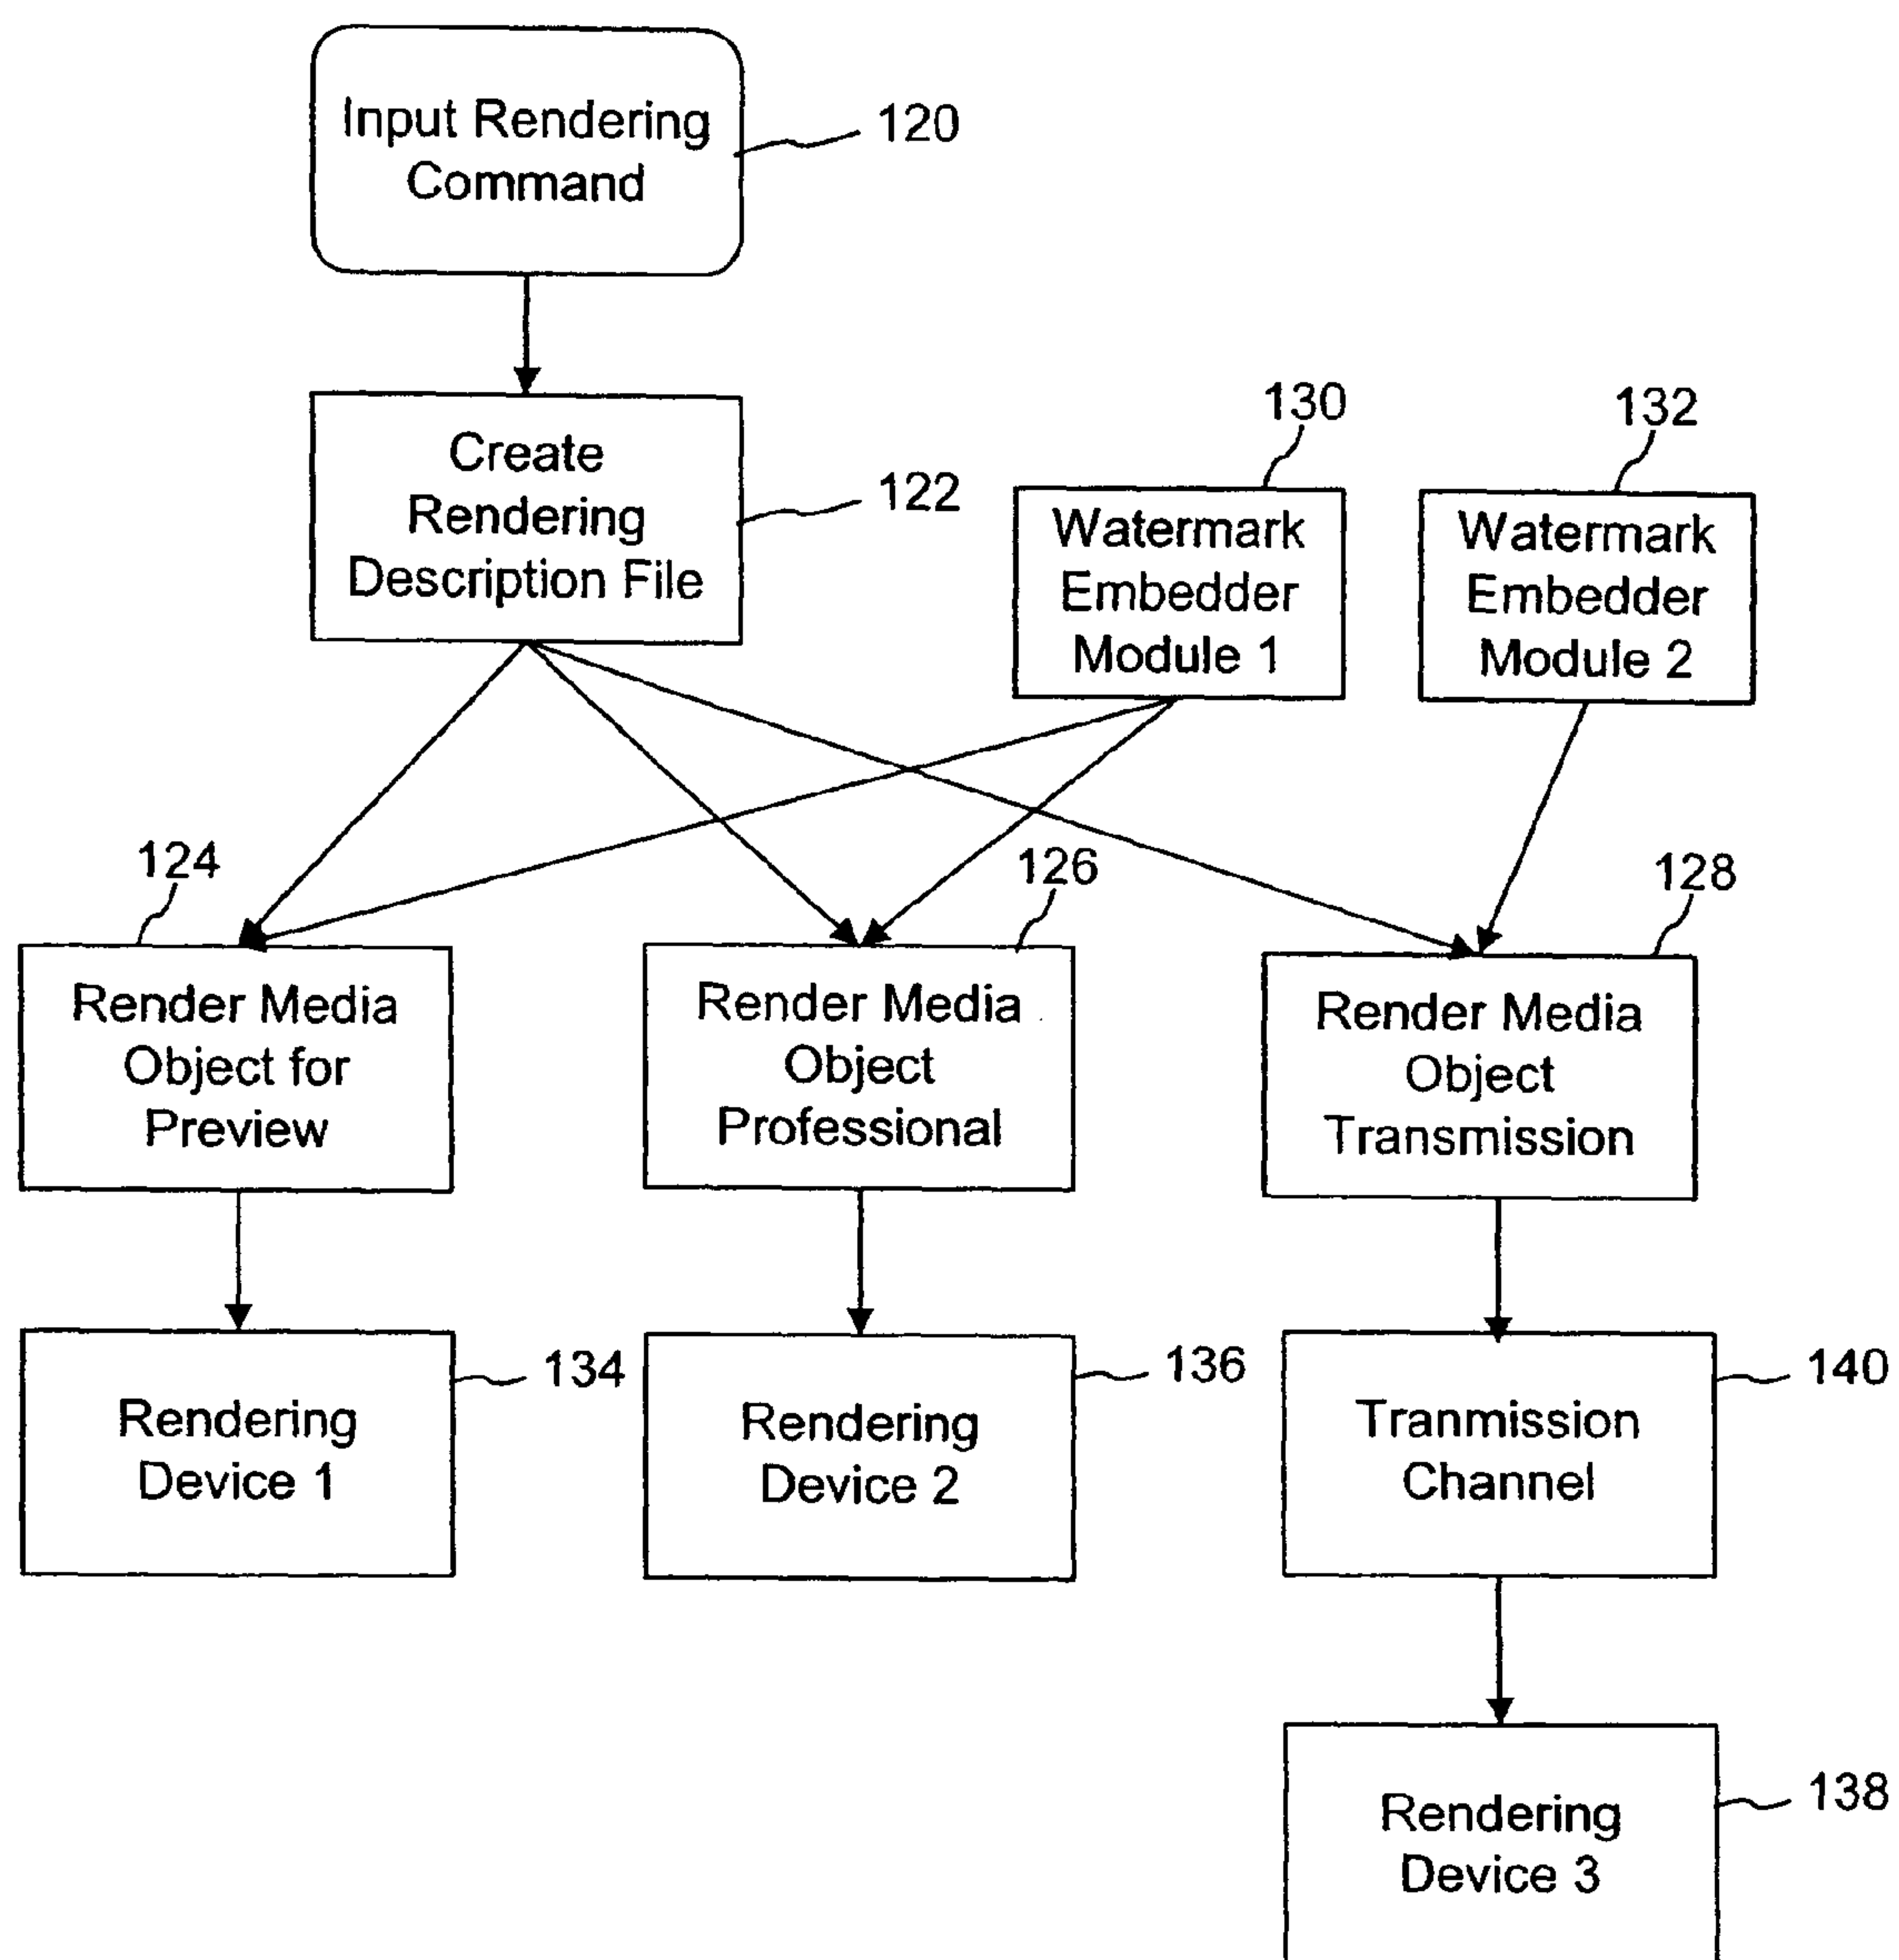 Input Rendering
Command
120
Create
Rendering
Description File
122
130
Watermark
Embedder
Module 1
132
Watermark
Embedder
Module 2
124
Render Media
Object for
Preview
126
Render Media
Object
Professional
128
Render Media
Object
Transmission
Rendering
Device 1
134
Rendering
Device 2
136
Tranmission
Channel
140
Rendering
Device 3
138